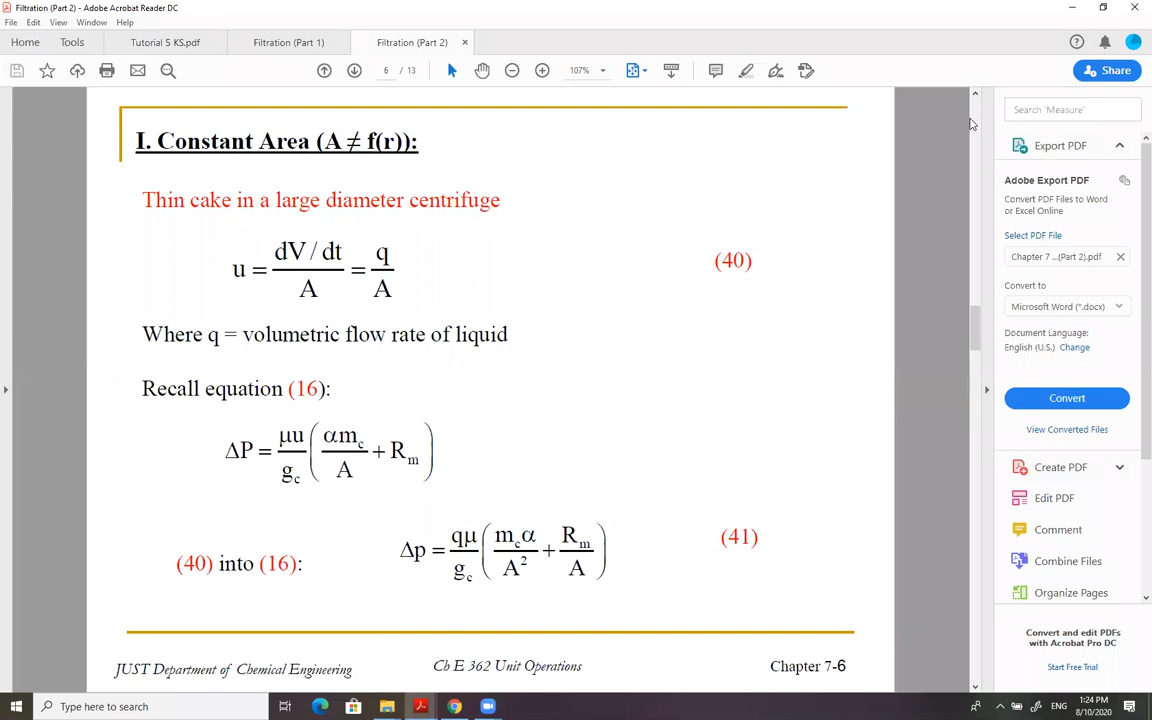 Filtration (Part 2) - Adobe Acrobat Reader DC
File Edit View Window Help
Home Tools Tutorial 5 KS.pdf Filtration (Part 1) Filtration (Part 2) ×
6 / 13 107% Share
I. Constant Area (A ≠ f(r)):
Thin cake in a large diameter centrifuge
u = dV / dt / A = q / A (40)
Where q = volumetric flow rate of liquid
Recall equation (16):
ΔP = μu / g_c ( αm_c / A + R_m )
(40) into (16): Δp = qμ / g_c ( m_cα / A² + R_m / A ) (41)
JUST Department of Chemical Engineering Ch E 362 Unit Operations Chapter 7-6
Search 'Measure'
Export PDF
Adobe Export PDF
Convert PDF Files to Word
or Excel Online
Select PDF File
Chapter 7 ...(Part 2).pdf ×
Convert to
Microsoft Word (*.docx)
Document Language:
English (U.S.) Change
Convert
View Converted Files
Create PDF
Edit PDF
Comment
Combine Files
Organize Pages
Convert and edit PDFs
with Acrobat Pro DC
Start Free Trial
Type here to search ENG 1:24 PM
8/10/2020